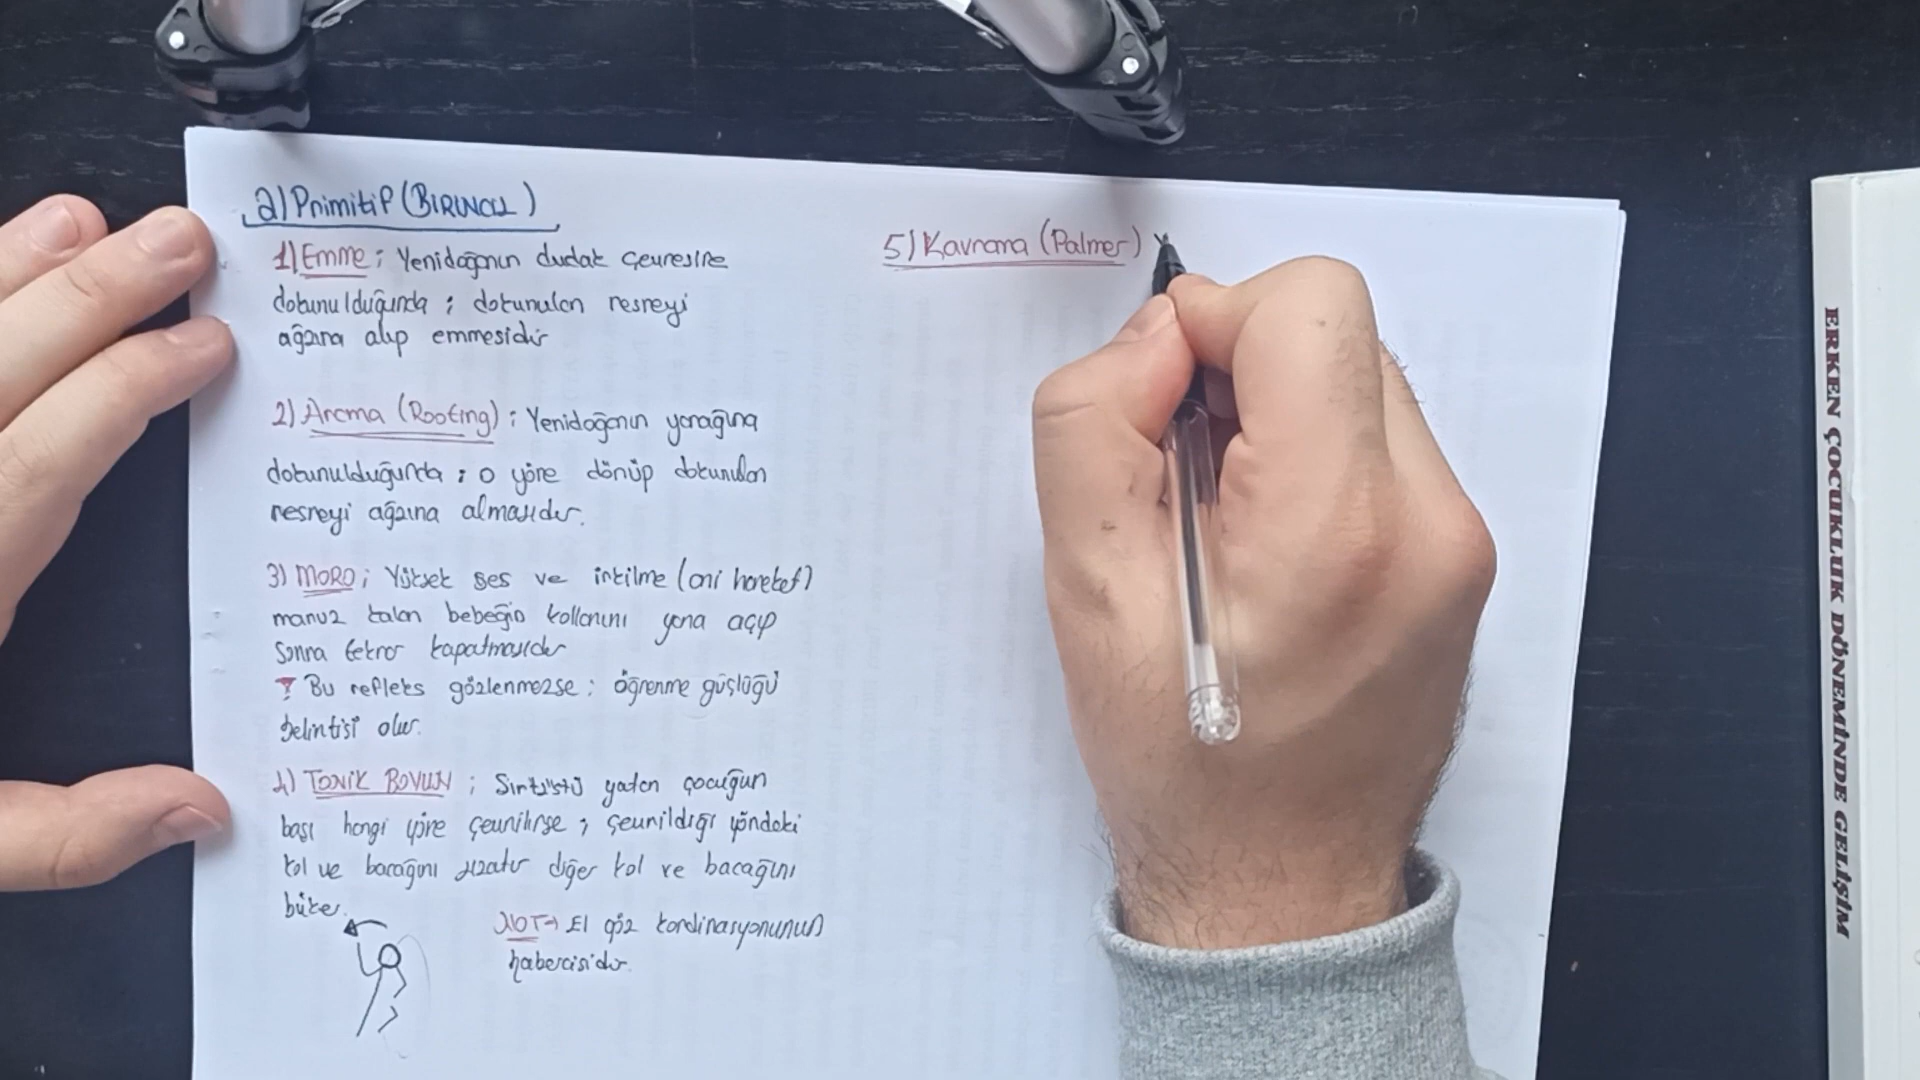 a) Primitif (BİRİNCİL)
1) Emme ; Yenidoğanın dudak çevresine
dokunulduğunda ; dokunulan nesneyi
ağzına alıp emmesidir
2) Arama (Rooting) ; Yenidoğanın yanağına
dokunulduğunda ; o yöne dönüp dokunulan
nesneyi ağzına almasıdır.
3) MORO ; Yüksek ses ve irkilme (ani hareket)
maruz kalan bebeğin kollarını yana açıp
sonra tekrar kapatmasıdır
! Bu refleks gözlenmezse ; öğrenme güçlüğü
belirtisi olur.
4) TONİK BOYUN ; Sırtüstü yatan çocuğun
başı hangi yöne çevrilirse ; çevrildiği yöndeki
kol ve bacağını uzatır diğer kol ve bacağını
büker.
NOT→ El göz kordinasyonunun
habercisidir.
5) Kavrama (Palmer)
ERKEN ÇOCUKLUK DÖNEMİNDE GELİŞİM